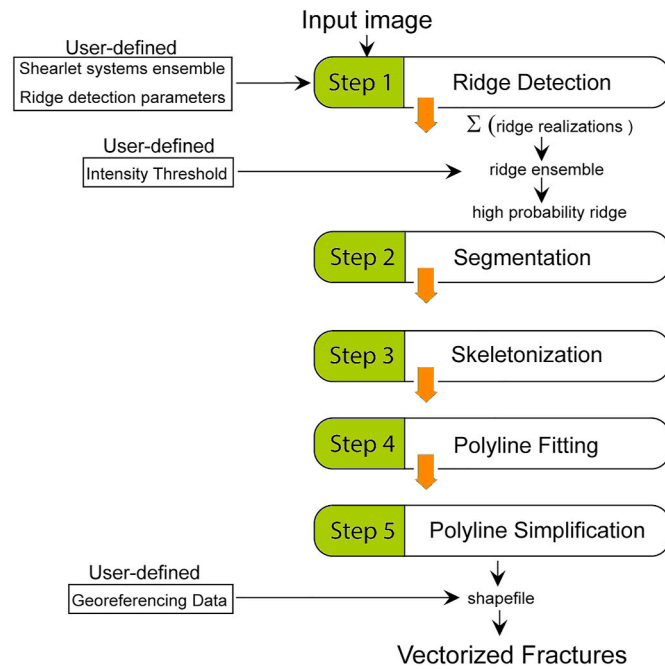 Input image
User-defined
Shearlet systems ensemble
Ridge detection parameters
Step 1 Ridge Detection
Σ (ridge realizations )
User-defined
Intensity Threshold
ridge ensemble
high probability ridge
Step 2 Segmentation
Step 3 Skeletonization
Step 4 Polyline Fitting
Step 5 Polyline Simplification
User-defined
Georeferencing Data
shapefile
Vectorized Fractures